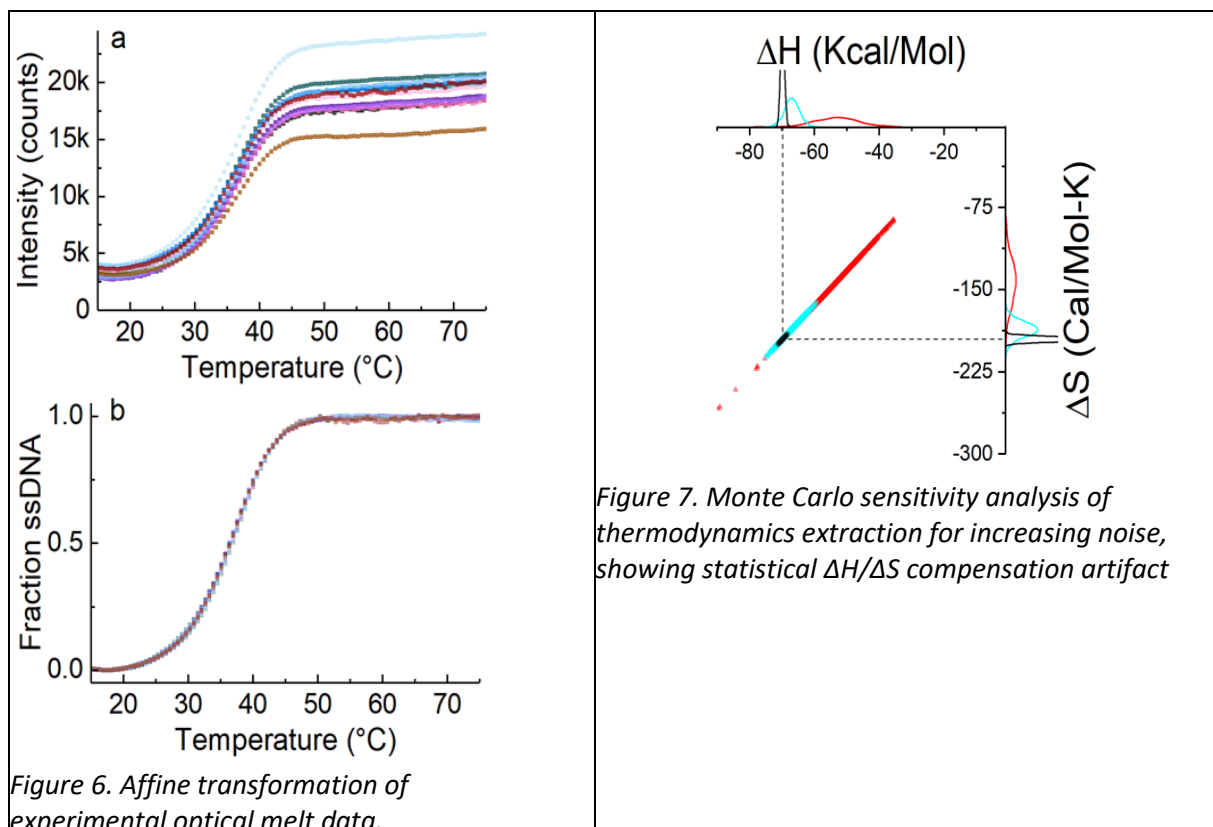 a
Intensity (counts)
20k
15k
10k
5k
0
20 30 40 50 60 70
Temperature (°C)
b
Fraction ssDNA
1.0
0.5
0.0
20 30 40 50 60 70
Temperature (°C)
Figure 6. Affine transformation of
experimental optical melt data.
ΔH (Kcal/Mol)
-80 -60 -40 -20
-75
-150
-225
-300
ΔS (Cal/Mol-K)
Figure 7. Monte Carlo sensitivity analysis of
thermodynamics extraction for increasing noise,
showing statistical ΔH/ΔS compensation artifact